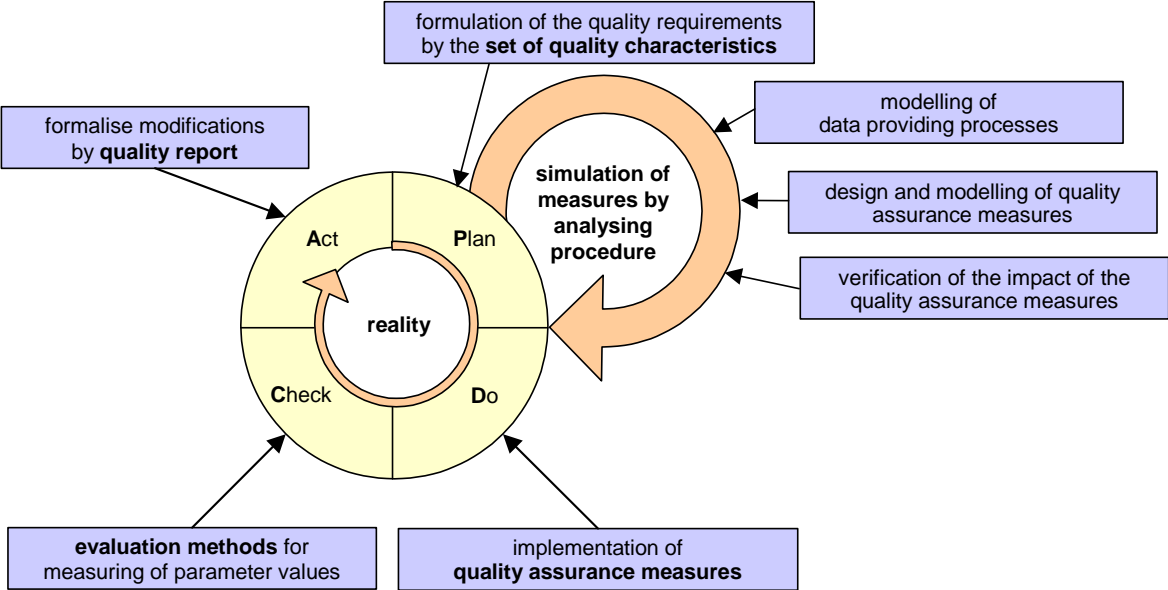 formulation of the quality requirements
by the set of quality characteristics
formalise modifications
by quality report
modelling of
data providing processes
simulation of
measures by
analysing
procedure
design and modelling of quality
assurance measures
verification of the impact of the
quality assurance measures
Act
Plan
reality
Check
Do
evaluation methods for
measuring of parameter values
implementation of
quality assurance measures